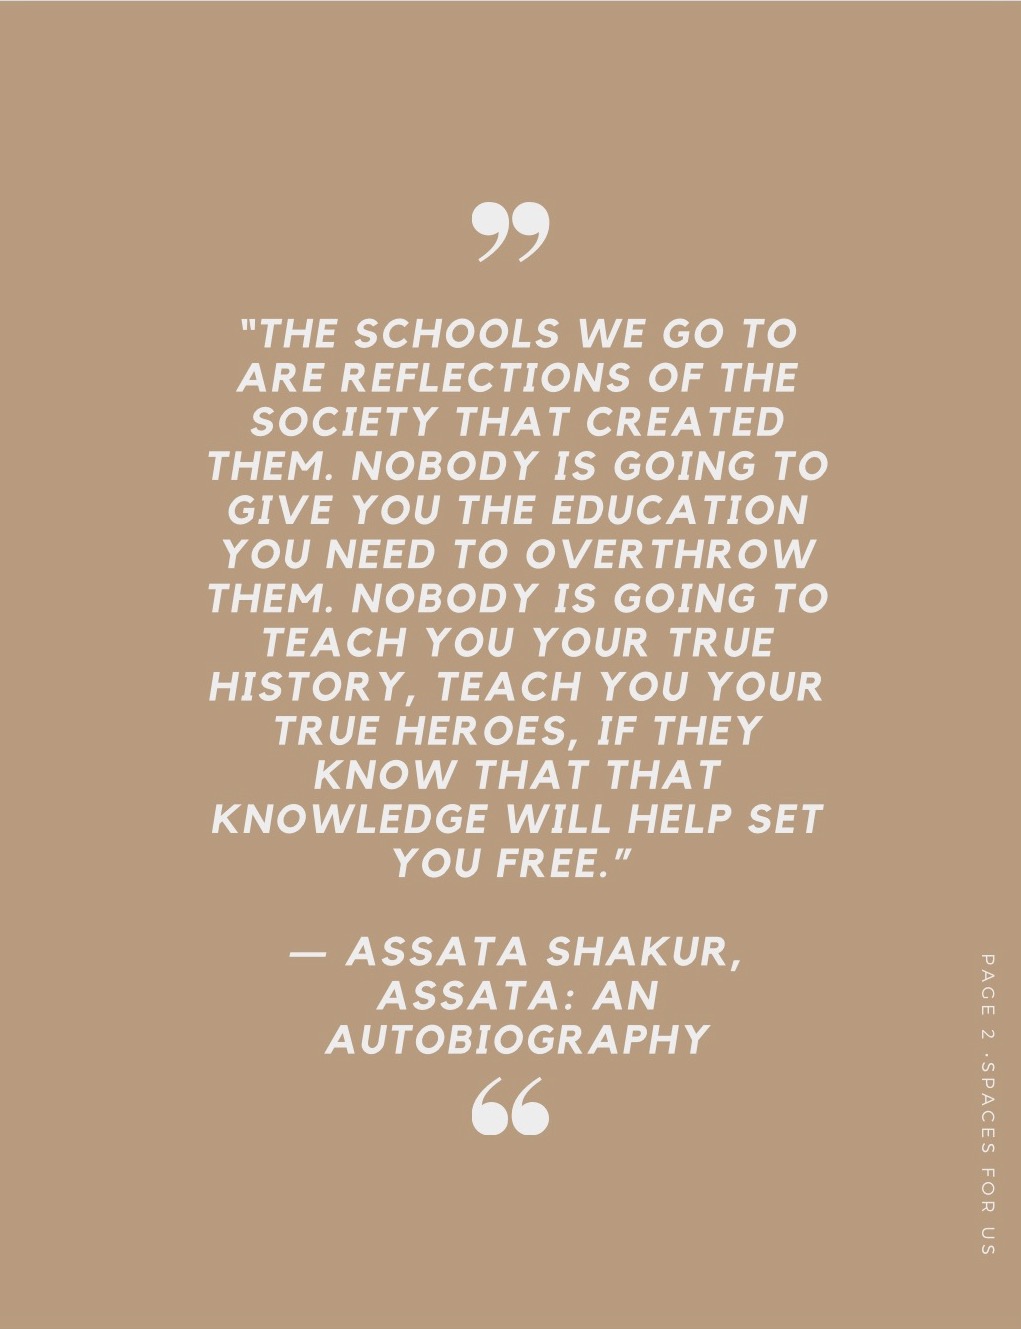 ”
"THE SCHOOLS WE GO TO
ARE REFLECTIONS OF THE
SOCIETY THAT CREATED
THEM. NOBODY IS GOING TO
GIVE YOU THE EDUCATION
YOU NEED TO OVERTHROW
THEM. NOBODY IS GOING TO
TEACH YOU YOUR TRUE
HISTORY, TEACH YOU YOUR
TRUE HEROES, IF THEY
KNOW THAT THAT
KNOWLEDGE WILL HELP SET
YOU FREE.”
— ASSATA SHAKUR,
ASSATA: AN
AUTOBIOGRAPHY
“
PAGE 2 ·SPACES FOR US